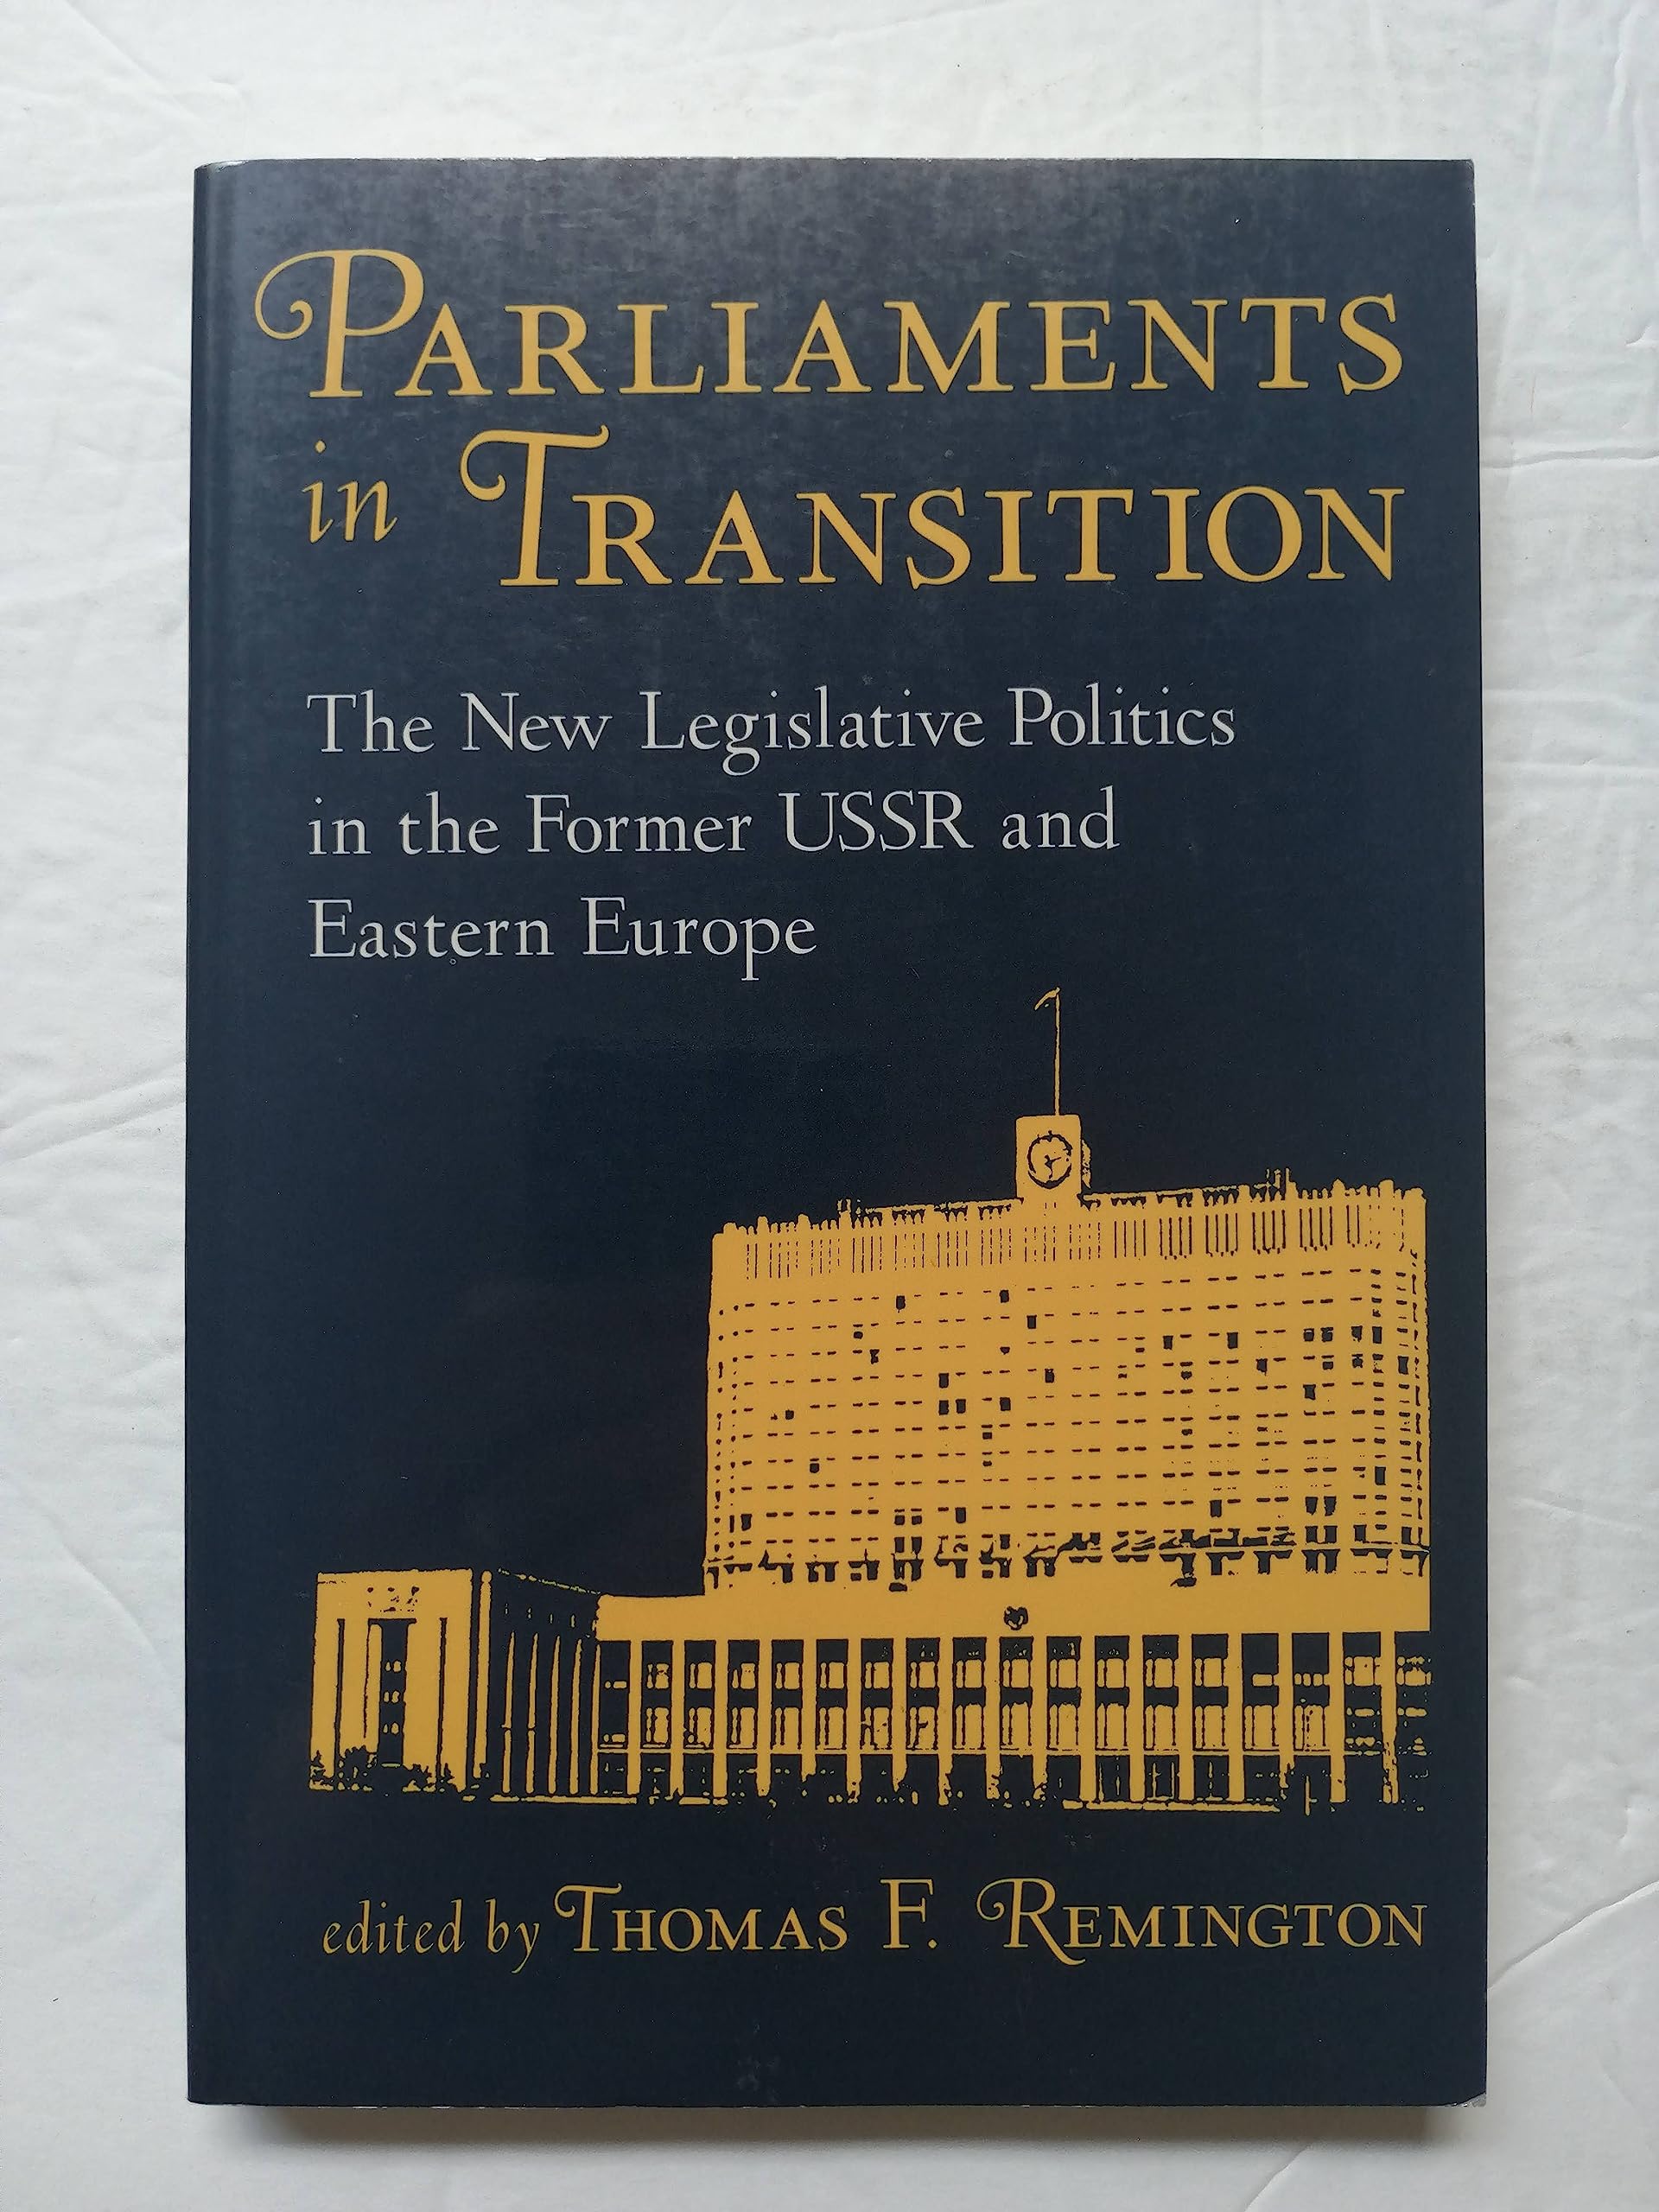 PARLIAMENTS
in TRANSITION
The New Legislative Politics
in the Former USSR and
Eastern Europe
edited by THOMAS F. REMINGTON